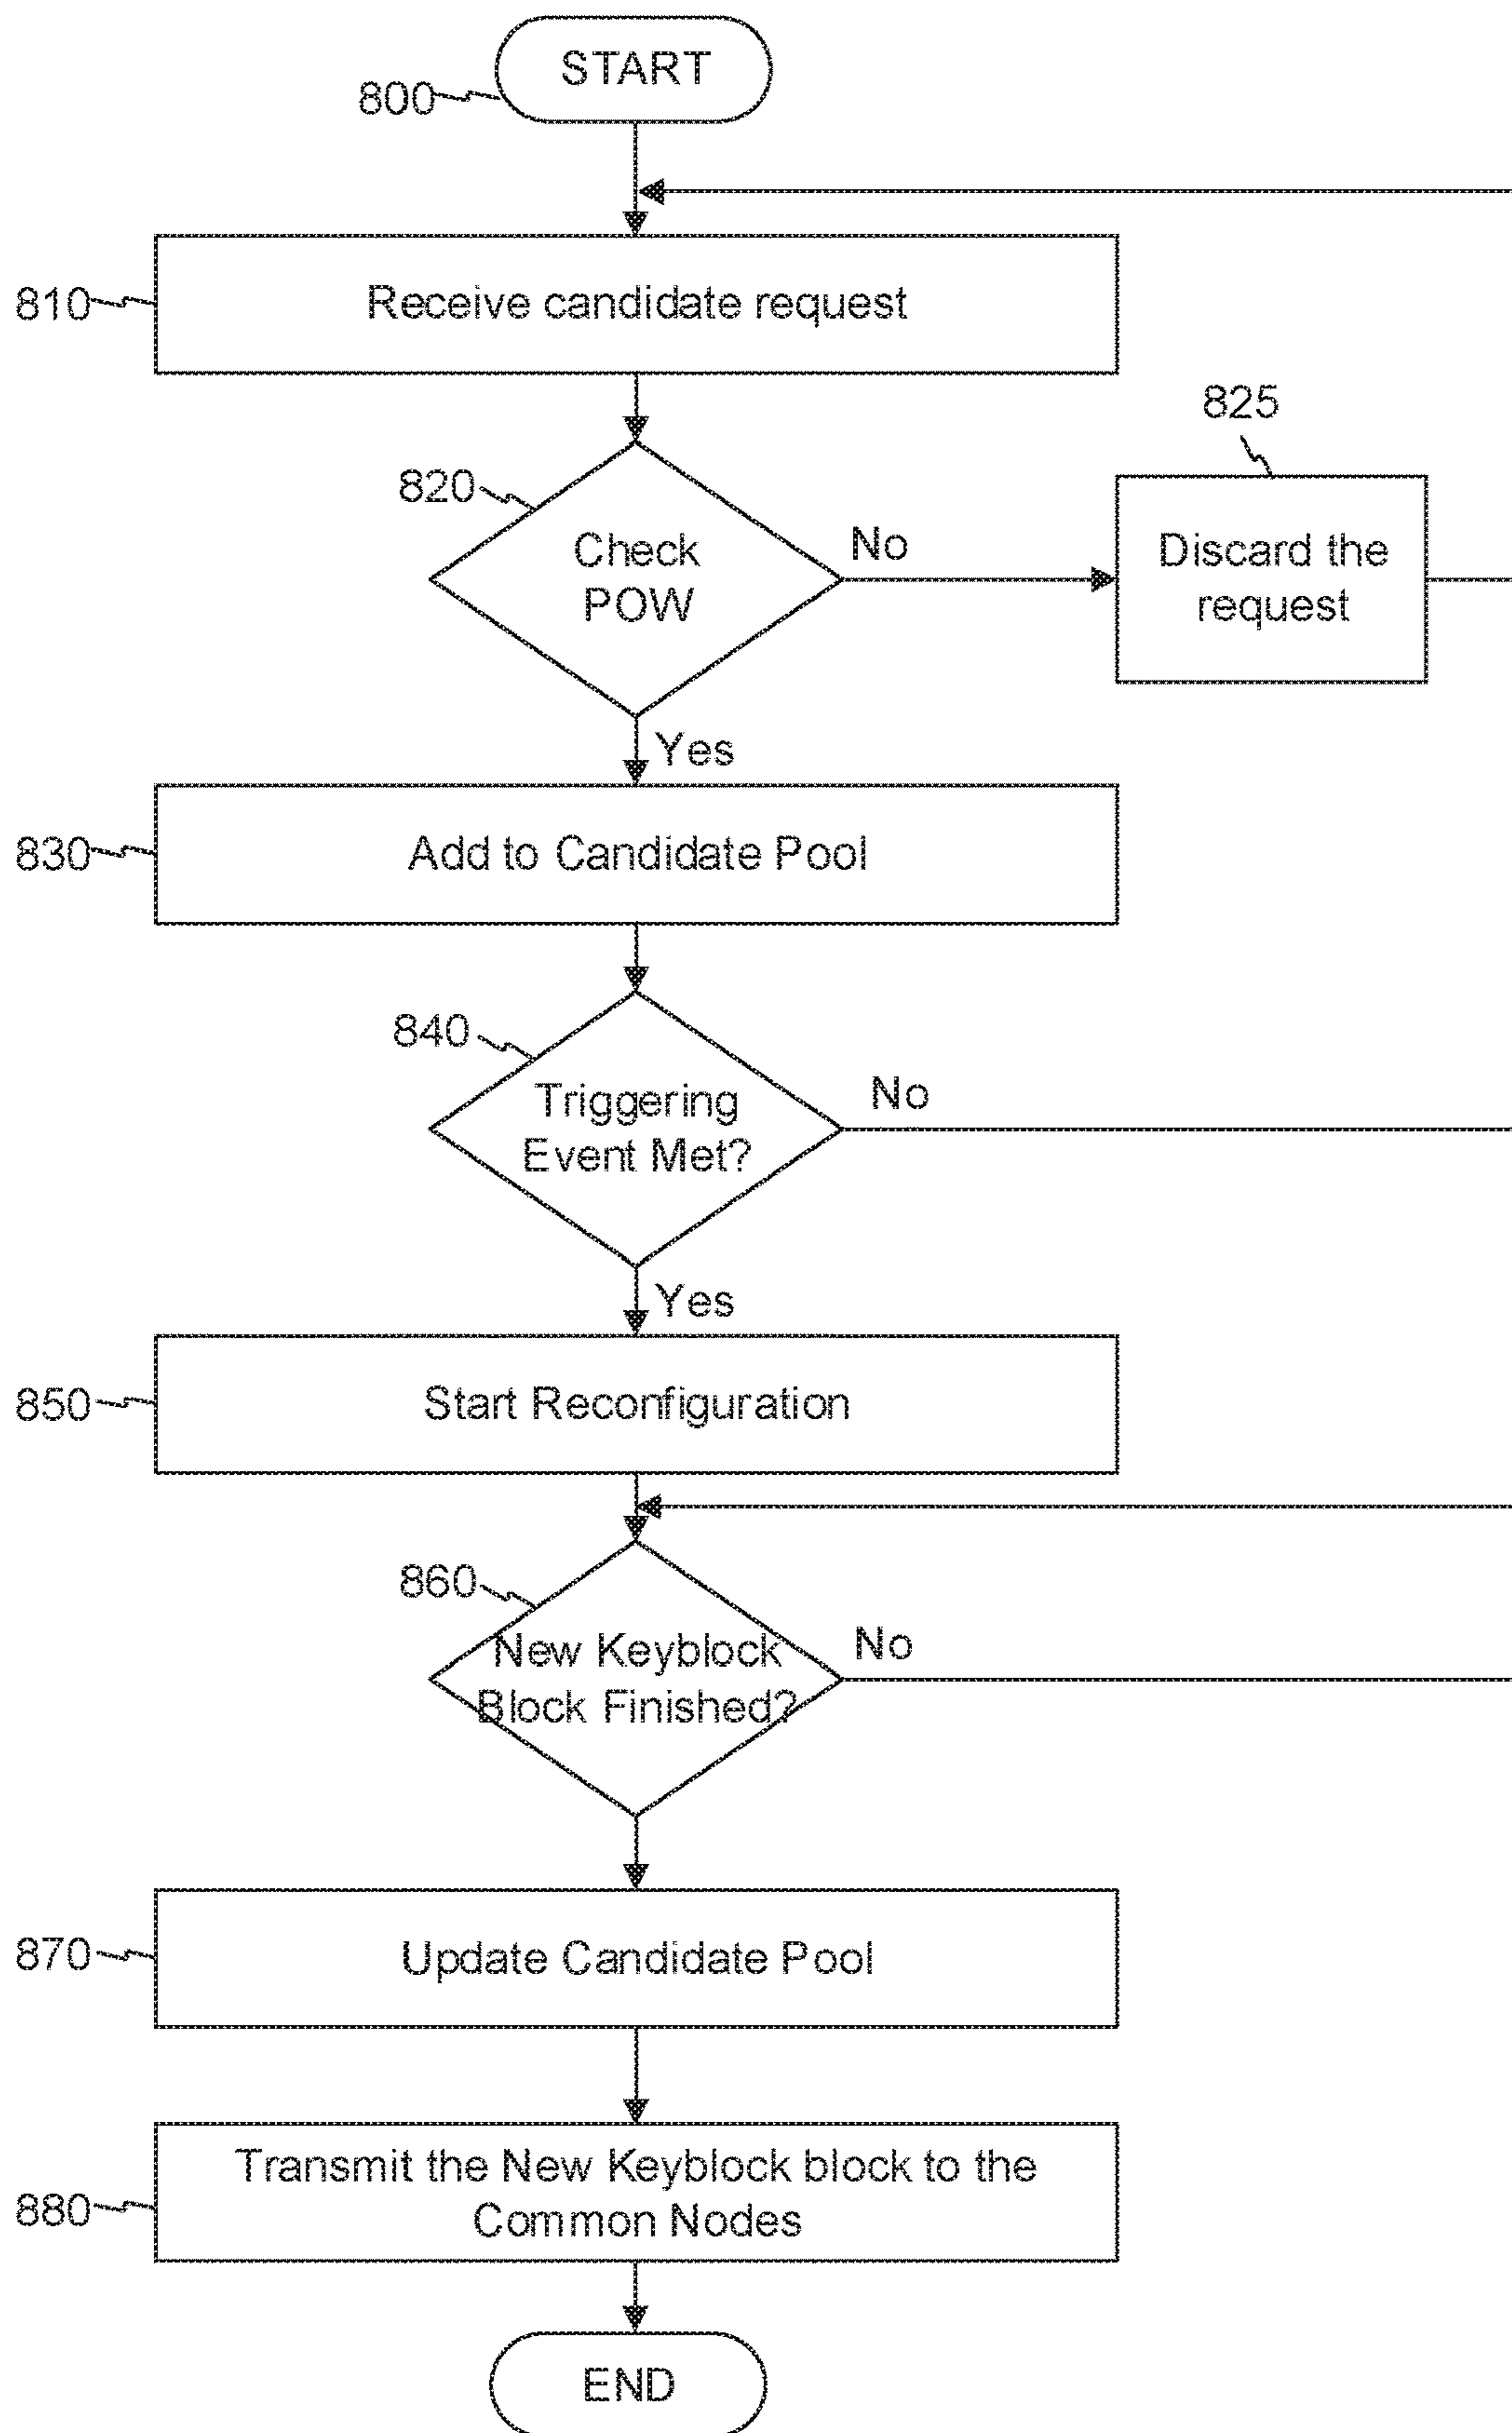 START
800
810
Receive candidate request
825
820
Check
POW
No
Discard the
request
Yes
830
Add to Candidate Pool
840
Triggering
Event Met?
No
Yes
850
Start Reconfiguration
860
New Keyblock
Block Finished?
No
870
Update Candidate Pool
880
Transmit the New Keyblock block to the
Common Nodes
END